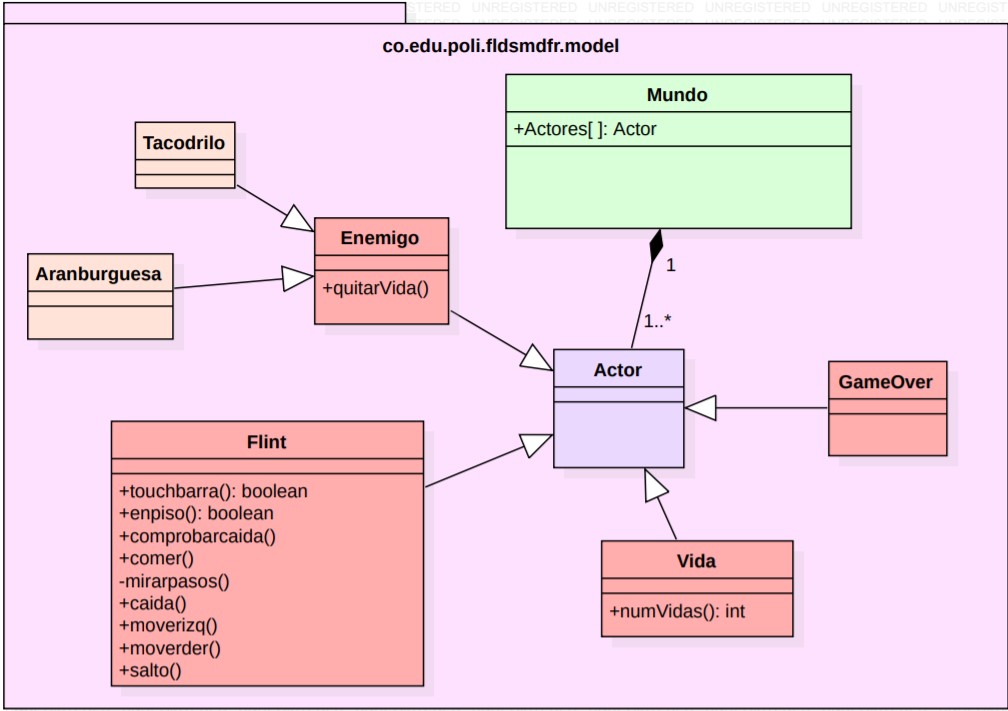 STERED UNREGISTERED UNREGISTERED UNREGISTERED UNREGISTERED UNREGIST
co.edu.poli.fldsmdfr.model
Mundo
+Actores[ ]: Actor
Tacodrilo
Enemigo
+quitarVida()
Aranburguesa
1
1..*
Actor
GameOver
Flint
+touchbarra(): boolean
+enpiso(): boolean
+comprobarcaida()
+comer()
-mirarpasos()
+caida()
+moverizq()
+moverder()
+salto()
Vida
+numVidas(): int